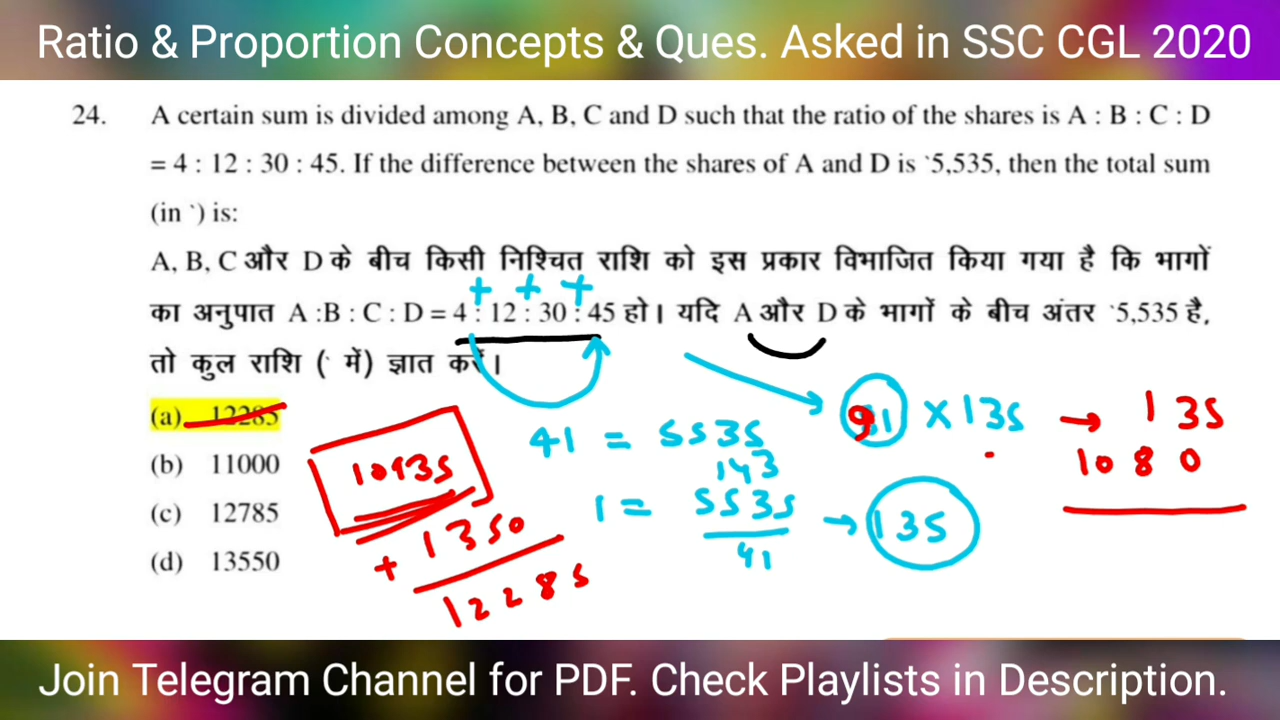 Ratio & Proportion Concepts & Ques. Asked in SSC CGL 2020
24. A certain sum is divided among A, B, C and D such that the ratio of the shares is A : B : C : D
= 4 : 12 : 30 : 45. If the difference between the shares of A and D is `5,535, then the total sum
(in `) is:
A, B, C और D के बीच किसी निश्चित राशि को इस प्रकार विभाजित किया गया है कि भागों
का अनुपात A :B : C : D = 4 : 12 : 30 : 45 हो। यदि A और D के भागों के बीच अंतर `5,535 है,
तो कुल राशि (` में) ज्ञात करें।
+ + +
(a) 12285
(b) 11000
(c) 12785
(d) 13550
41 = 5535
143
1 = 5535
41
→ 135
91 × 135 → 135
1080
10935
+ 1350
12285
Join Telegram Channel for PDF. Check Playlists in Description.